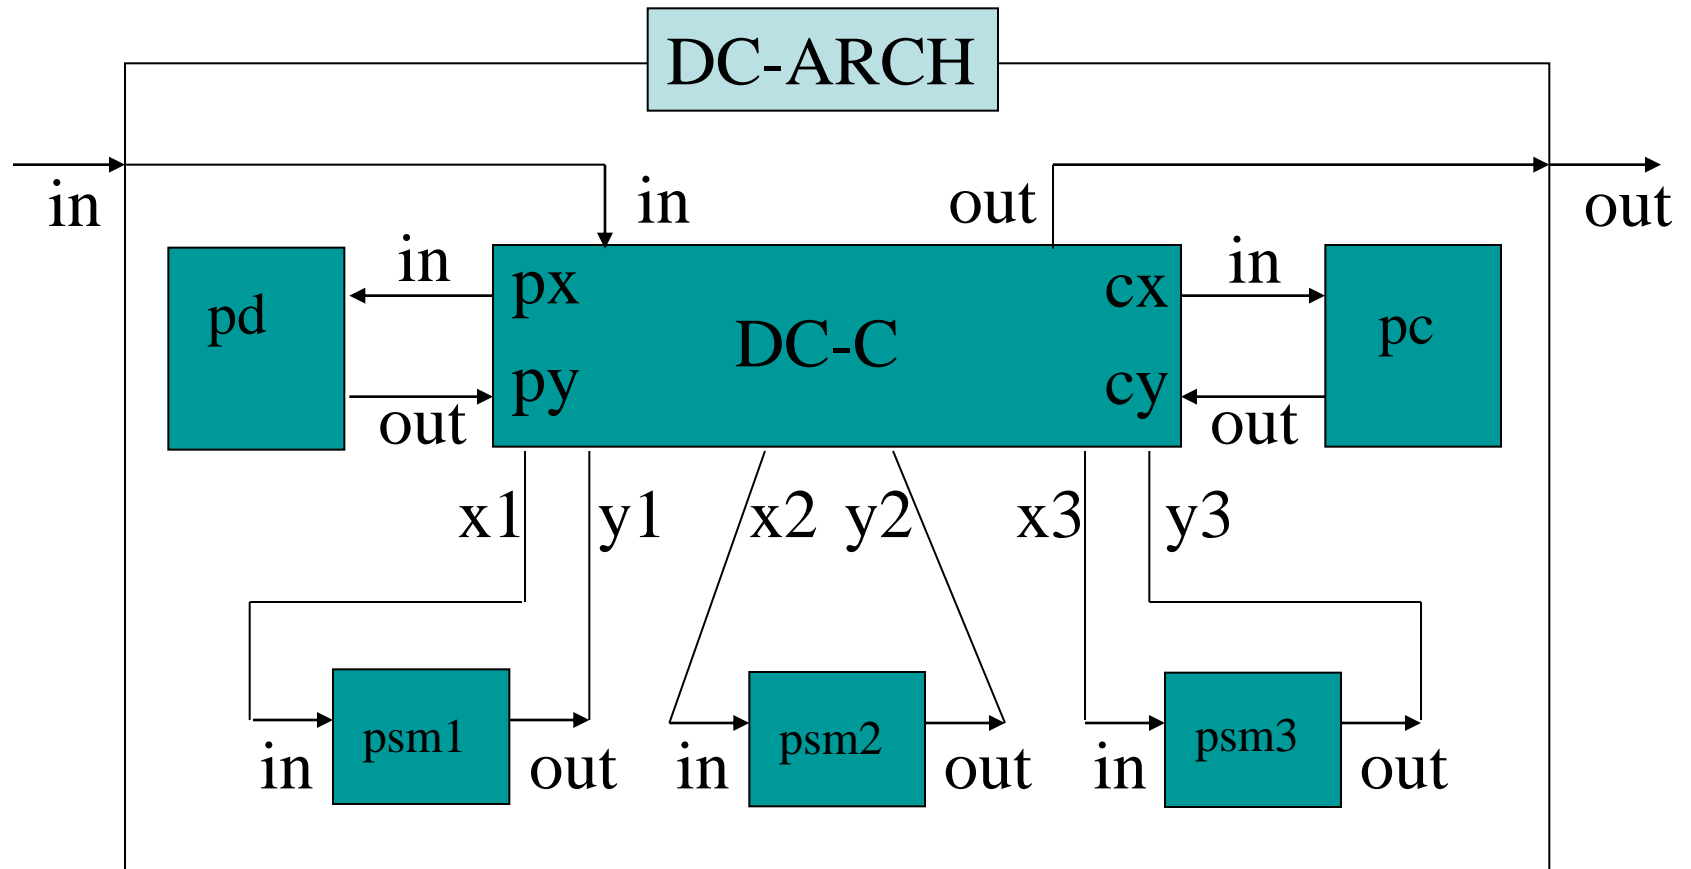 DC-ARCH
in
in
out
out
in
px
cx
in
pd
DC-C
pc
py
cy
out
out
x1
y1
x2
y2
x3
y3
psm1
psm2
psm3
in
out
in
out
in
out